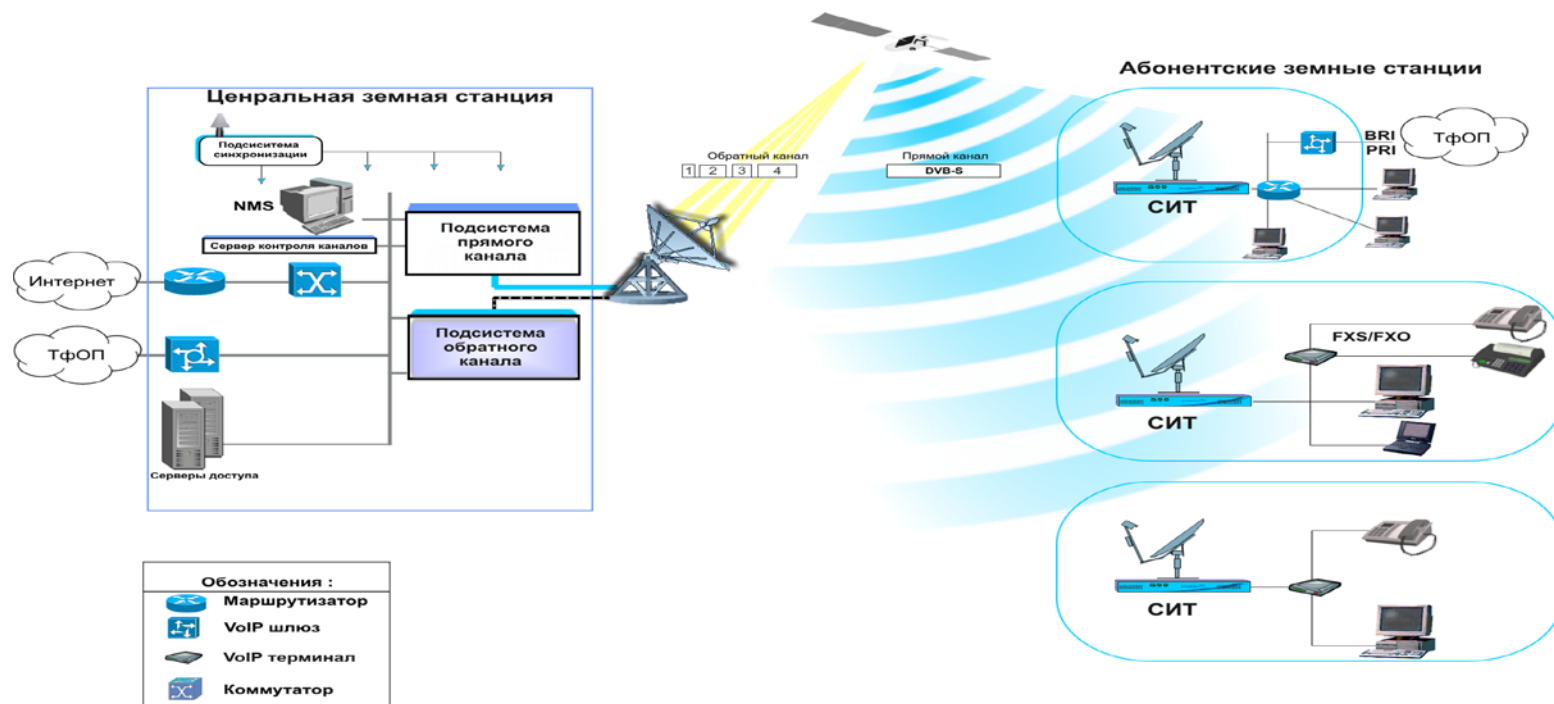 Ценральная земная станция
Подсиситема
синхронизации
NMS
Сервер контроля каналов
Подсистема
прямого
канала
Интернет
ТфОП
Подсистема
обратного
канала
Серверы доступа
Обратный канал
1 2 3 4
Прямой канал
DVB-S
Абонентские земные станции
BRI
PRI
ТфОП
СИТ
FXS/FXO
СИТ
СИТ
Обозначения :
Маршрутизатор
VoIP шлюз
VoIP терминал
Коммутатор